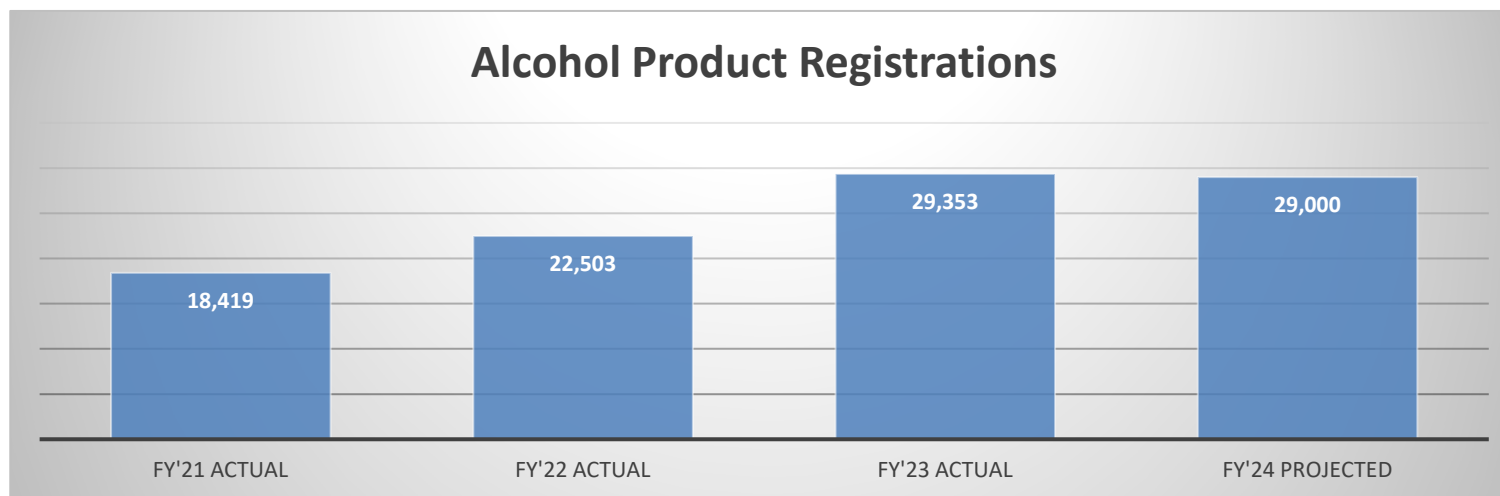 Alcohol Product Registrations
18,419
22,503
29,353
29,000
FY'21 ACTUAL
FY'22 ACTUAL
FY'23 ACTUAL
FY'24 PROJECTED